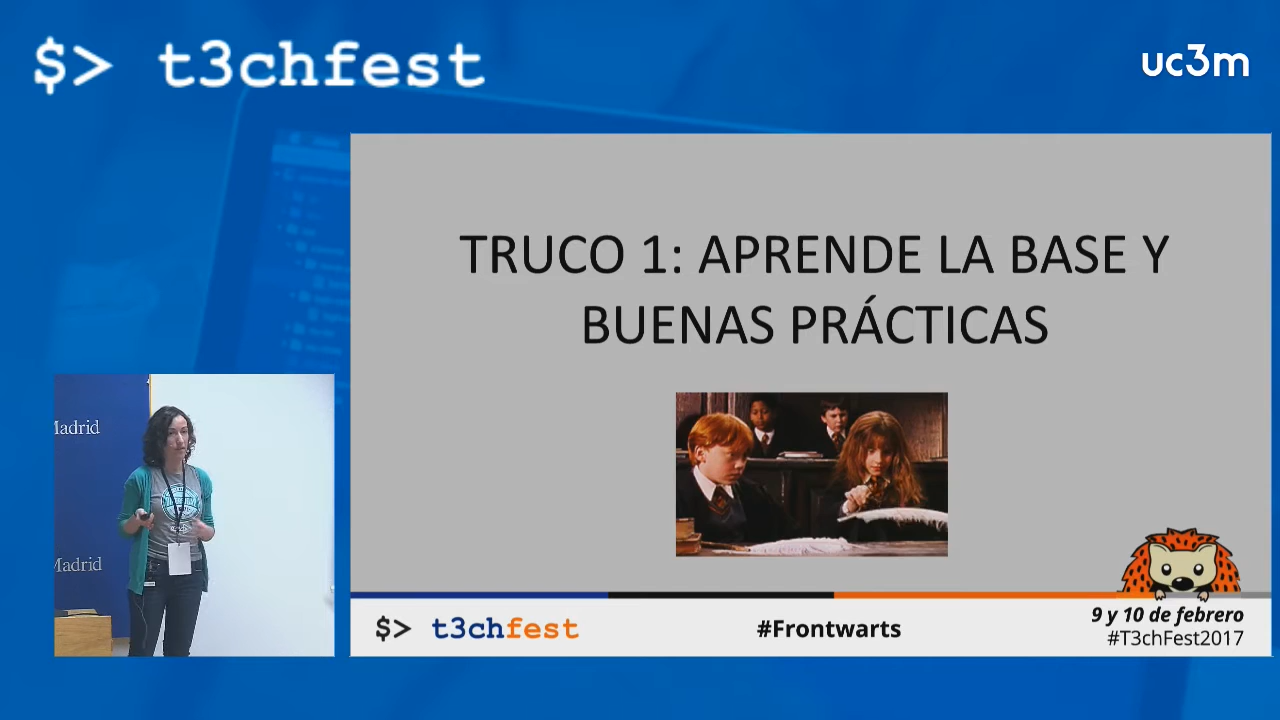 $> t3chfest
uc3m
TRUCO 1: APRENDE LA BASE Y
BUENAS PRÁCTICAS
Madrid
Madrid
$> t3chfest
#Frontwarts
9 y 10 de febrero
#T3chFest2017